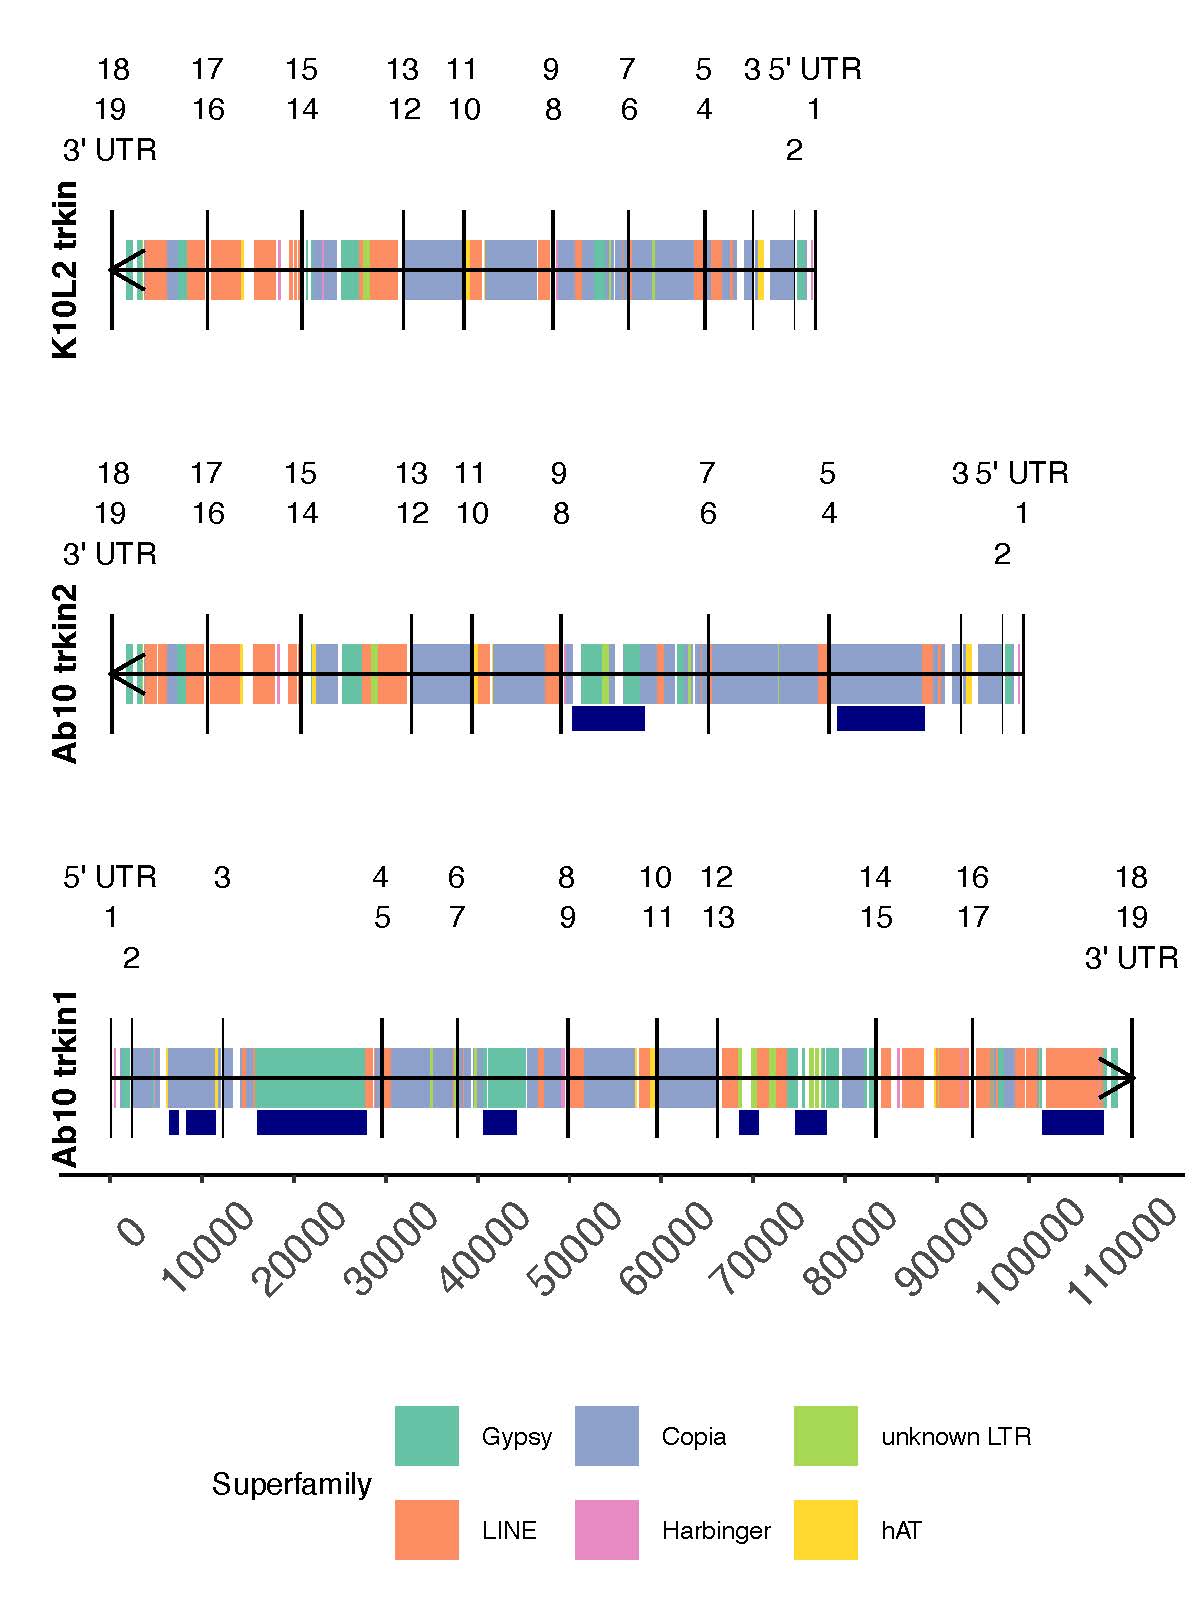 18 17 15 13 11 9 7 5 3 5' UTR
19 16 14 12 10 8 6 4 1
3' UTR 2
K10L2 trkin
18 17 15 13 11 9 7 5 3 5' UTR
19 16 14 12 10 8 6 4 1
3' UTR 2
Ab10 trkin2
5' UTR 3 4 6 8 10 12 14 16 18
1 5 7 9 11 13 15 17 19
2 3' UTR
Ab10 trkin1
0 10000 20000 30000 40000 50000 60000 70000 80000 90000 100000 110000
Gypsy Copia unknown LTR
Superfamily
LINE Harbinger hAT